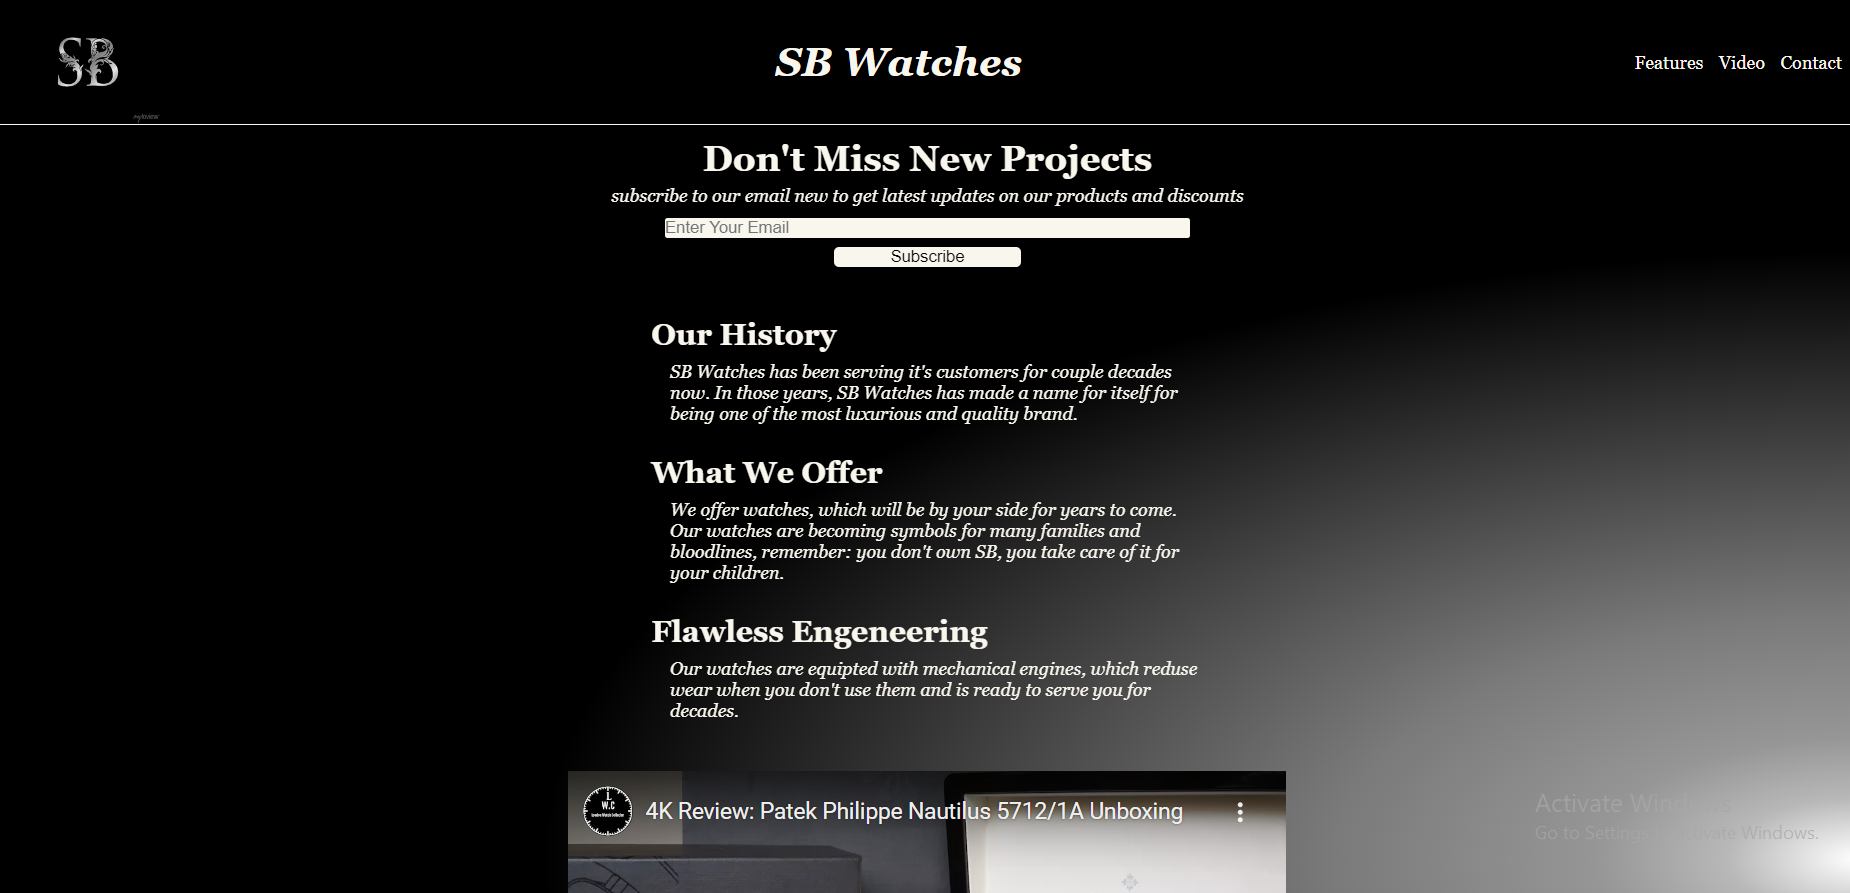 SB
SB Watches
Features Video Contact
Don't Miss New Projects
subscribe to our email new to get latest updates on our products and discounts
Enter Your Email
Subscribe
Our History
SB Watches has been serving it's customers for couple decades
now. In those years, SB Watches has made a name for itself for
being one of the most luxurious and quality brand.
What We Offer
We offer watches, which will be by your side for years to come.
Our watches are becoming symbols for many families and
bloodlines, remember: you don't own SB, you take care of it for
your children.
Flawless Engeneering
Our watches are equipted with mechanical engines, which reduse
wear when you don't use them and is ready to serve you for
decades.
L
W.C
4K Review: Patek Philippe Nautilus 5712/1A Unboxing
Activate Windows
Go to Settings to activate Windows.